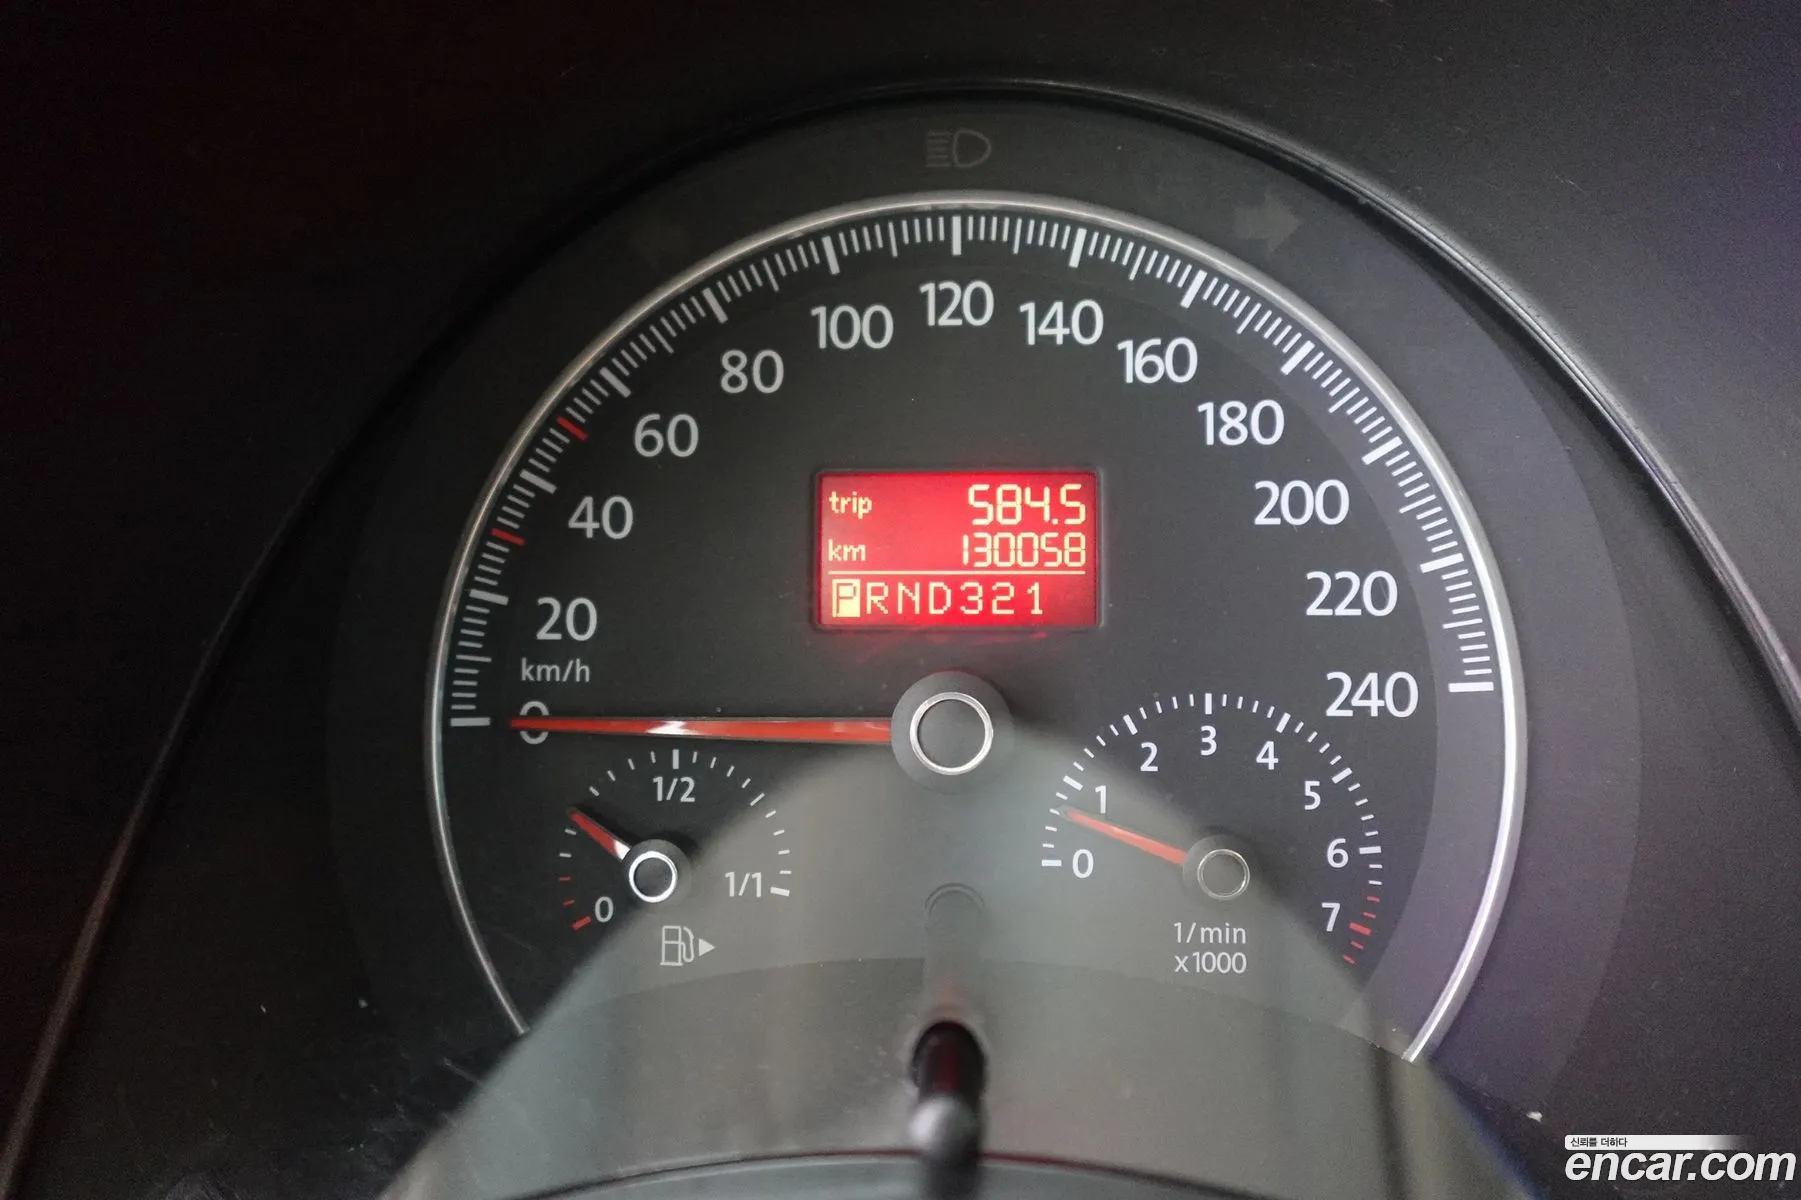 120
100 140
80 160
60 180
trip 584.5
40 200
km 130058
PRND321
20 220
km/h
0 240
1/2 1 2 3 4 5
0 1/1 0 6 7
1/min
x1000
신뢰를 더하다
encar.com